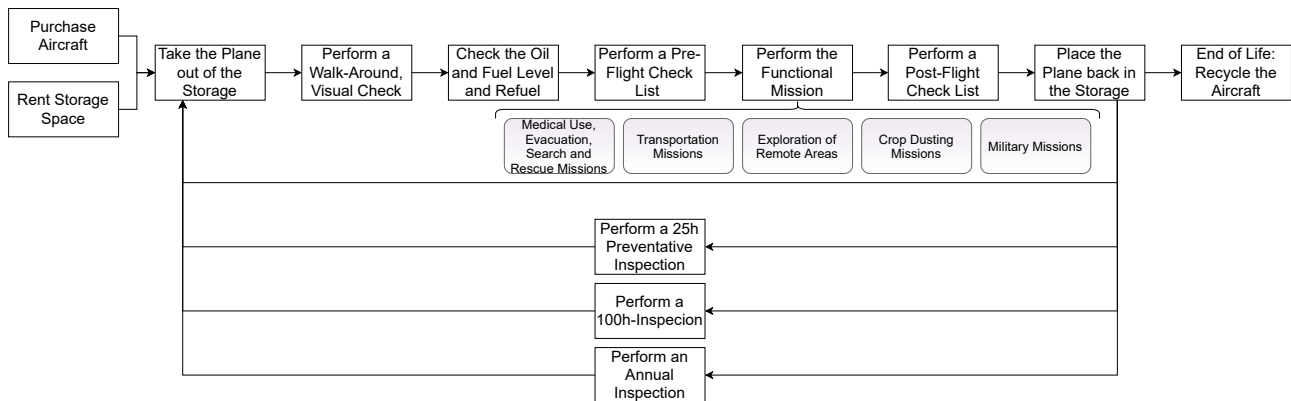 Purchase
Aircraft
Rent Storage
Space
Take the Plane
out of the
Storage
Perform a
Walk-Around,
Visual Check
Check the Oil
and Fuel Level
and Refuel
Perform a Pre-
Flight Check
List
Perform the
Functional
Mission
Perform a
Post-Flight
Check List
Place the
Plane back in
the Storage
End of Life:
Recycle the
Aircraft
Medical Use,
Evacuation,
Search and
Rescue Missions
Transportation
Missions
Exploration of
Remote Areas
Crop Dusting
Missions
Military Missions
Perform a 25h
Preventative
Inspection
Perform a
100h-Inspecion
Perform an
Annual
Inspection